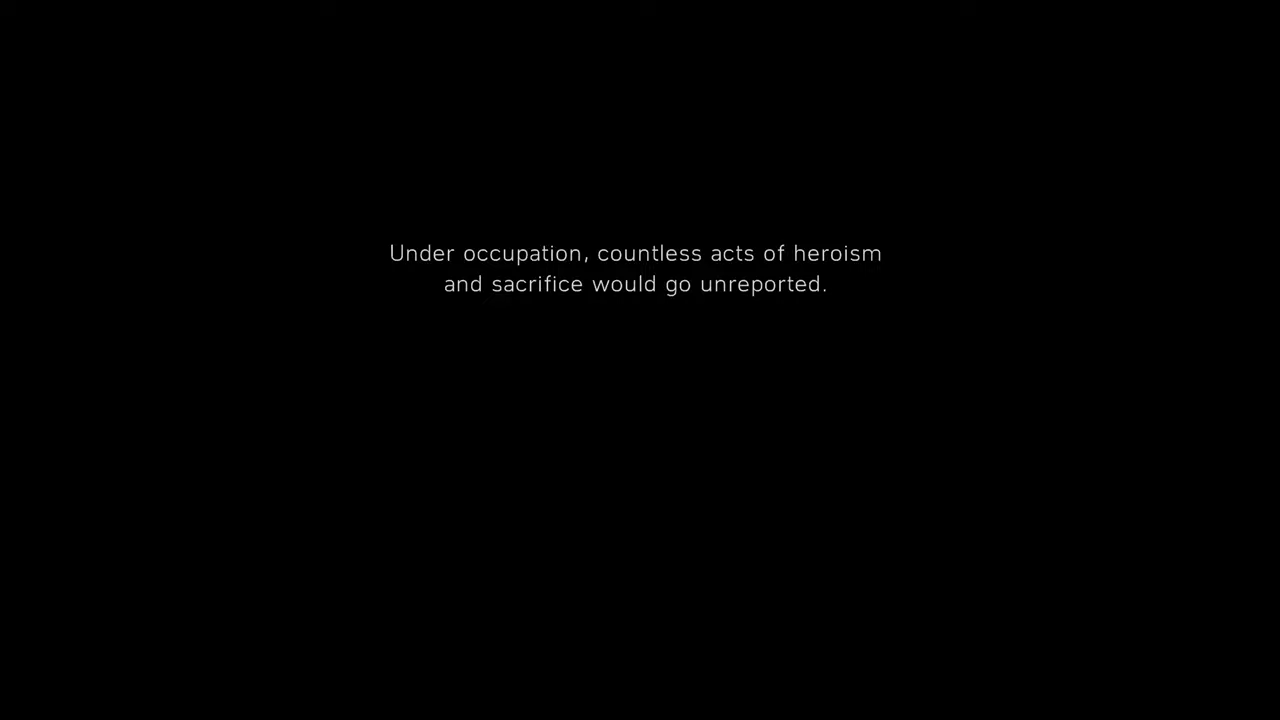 Under occupation, countless acts of heroism
and sacrifice would go unreported.